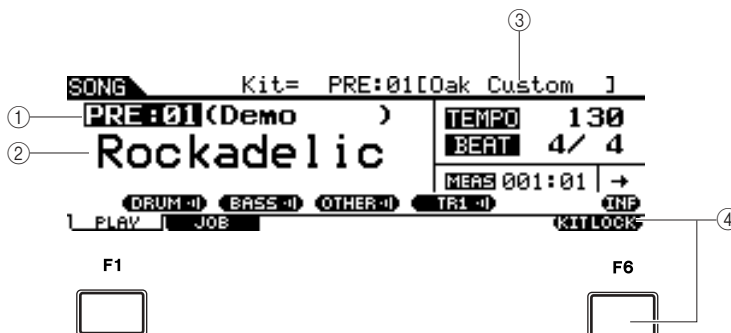 ③
SONG Kit= PRE:01[Oak Custom ]
① PRE:01(Demo ) TEMPO 130
② Rockadelic BEAT 4/ 4
MEAS 001:01 →
DRUM BASS OTHER TR1 INF
PLAY JOB KITLOCK ④
F1 F6